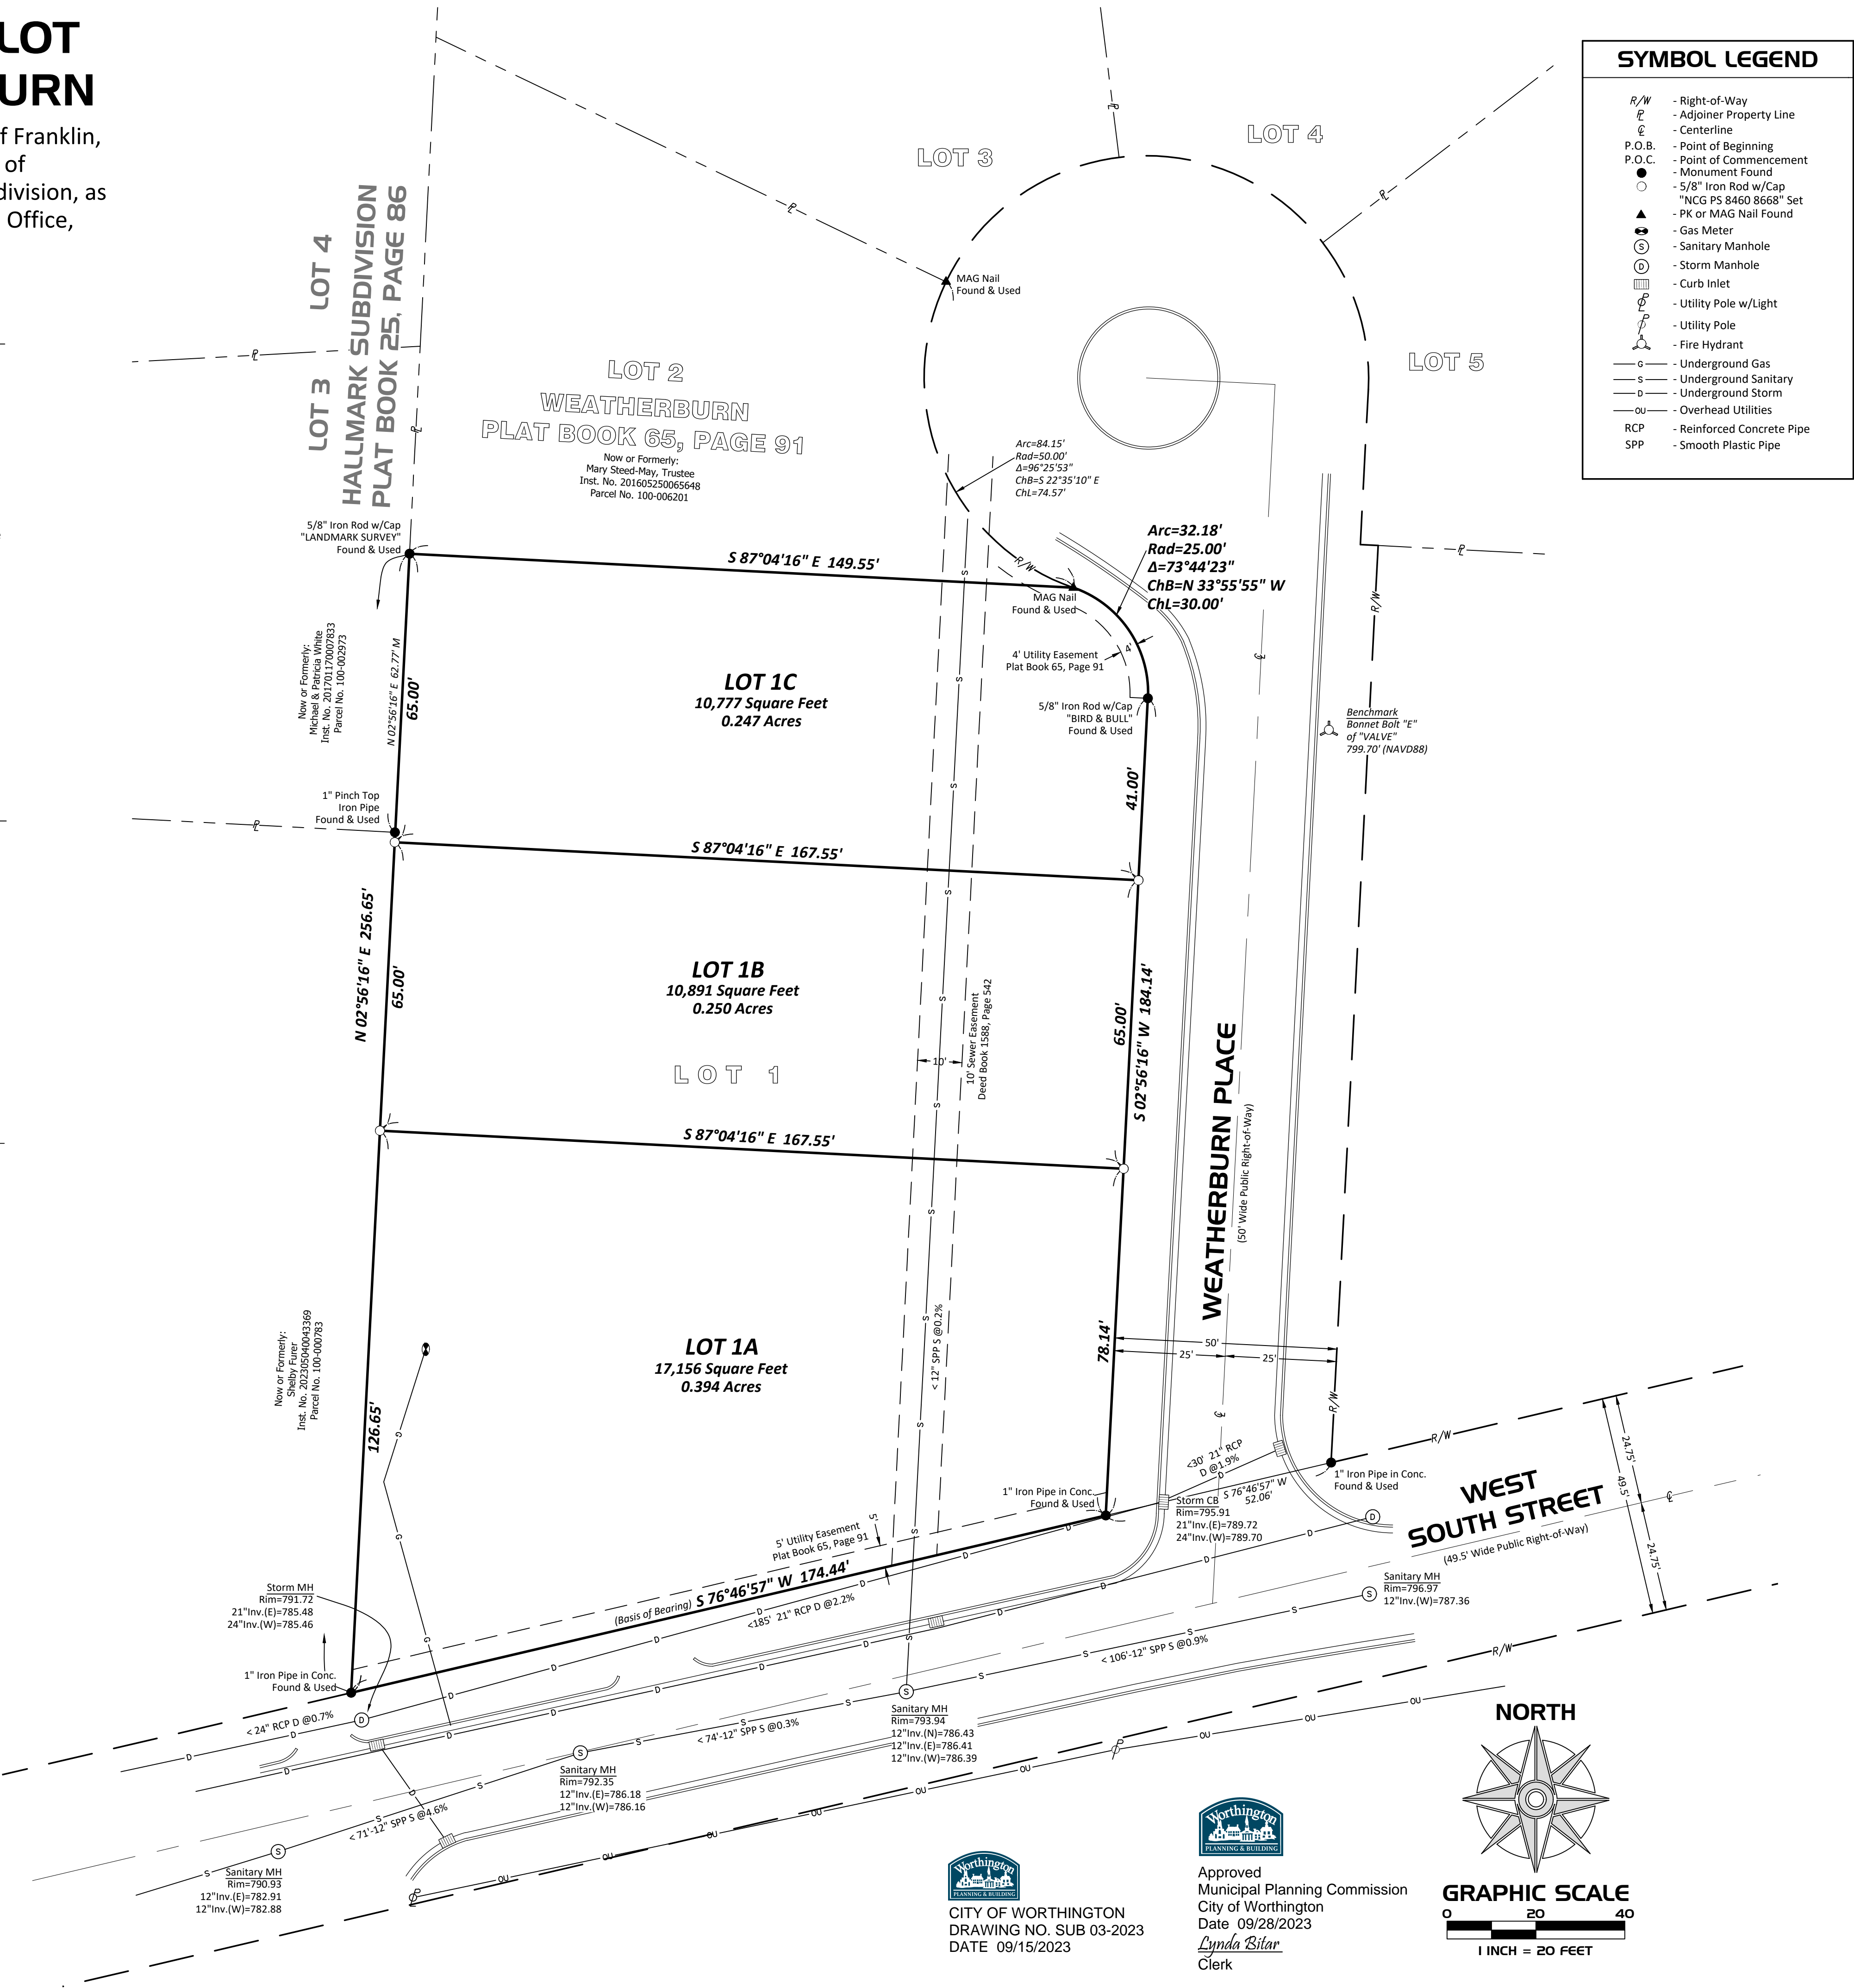 LOT
URN
f Franklin,
of
division, as
Office,
SYMBOL LEGEND
R/W - Right-of-Way
- Adjoiner Property Line
- Centerline
P.O.B. - Point of Beginning
P.O.C. - Point of Commencement
- Monument Found
- 5/8" Iron Rod w/Cap
"NCG PS 8460 8668" Set
- PK or MAG Nail Found
- Gas Meter
S - Sanitary Manhole
D - Storm Manhole
- Curb Inlet
- Utility Pole w/Light
- Utility Pole
- Fire Hydrant
G - Underground Gas
S - Underground Sanitary
D - Underground Storm
OU - Overhead Utilities
RCP - Reinforced Concrete Pipe
SPP - Smooth Plastic Pipe
LOT 3
LOT 4
LOT 5
LOT 3 LOT 4
HALLMARK SUBDIVISION
PLAT BOOK 25, PAGE 86
LOT 2
WEATHERBURN
PLAT BOOK 65, PAGE 91
Now or Formerly:
Mary Steed-May, Trustee
Inst. No. 201605250065648
Parcel No. 100-006201
MAG Nail
Found & Used
Arc=84.15'
Rad=50.00'
Δ=96°25'53"
ChB=S 22°35'10" E
ChL=74.57'
Arc=32.18'
Rad=25.00'
Δ=73°44'23"
ChB=N 33°55'55" W
ChL=30.00'
5/8" Iron Rod w/Cap
"LANDMARK SURVEY"
Found & Used
S 87°04'16" E 149.55'
R/W
MAG Nail
Found & Used
R/W
4'
4' Utility Easement
Plat Book 65, Page 91
Now or Formerly:
Michael & Patricia White
Inst. No. 201701170007833
Parcel No. 100-002973
N 02°56'16" E 62.77' M
65.00'
LOT 1C
10,777 Square Feet
0.247 Acres
5/8" Iron Rod w/Cap
"BIRD & BULL"
Found & Used
Benchmark
Bonnet Bolt "E"
of "VALVE"
799.70' (NAVD88)
41.00'
1" Pinch Top
Iron Pipe
Found & Used
S 87°04'16" E 167.55'
N 02°56'16" E 256.65'
65.00'
LOT 1B
10,891 Square Feet
0.250 Acres
LOT 1
10'
10' Sewer Easement
Deed Book 1588, Page 542
65.00'
S 02°56'16" W 184.14'
WEATHERBURN PLACE
(50' Wide Public Right-of-Way)
S 87°04'16" E 167.55'
Now or Formerly:
Shelby Furer
Inst. No. 202305040043369
Parcel No. 100-000783
126.65'
LOT 1A
17,156 Square Feet
0.394 Acres
< 12" SPP S @0.2%
78.14'
50'
25' 25'
R/W
R/W
<30' 21" RCP
D @1.9%
S 76°46'57" W
52.06'
1" Iron Pipe in Conc.
Found & Used
1" Iron Pipe in Conc.
Found & Used
Storm CB
Rim=795.91
21"Inv.(E)=789.72
24"Inv.(W)=789.70
WEST
SOUTH STREET
(49.5' Wide Public Right-of-Way)
24.75'
49.5'
24.75'
5'
5' Utility Easement
Plat Book 65, Page 91
(Basis of Bearing) S 76°46'57" W 174.44'
<185' 21" RCP D @2.2%
Storm MH
Rim=791.72
21"Inv.(E)=785.48
24"Inv.(W)=785.46
1" Iron Pipe in Conc.
Found & Used
< 24" RCP D @0.7%
Sanitary MH
Rim=796.97
12"Inv.(W)=787.36
< 106'-12" SPP S @0.9%
R/W
Sanitary MH
Rim=793.94
12"Inv.(N)=786.43
12"Inv.(E)=786.41
12"Inv.(W)=786.39
< 74'-12" SPP S @0.3%
Sanitary MH
Rim=792.35
12"Inv.(E)=786.18
12"Inv.(W)=786.16
< 71'-12" SPP S @4.6%
Sanitary MH
Rim=790.93
12"Inv.(E)=782.91
12"Inv.(W)=782.88
Worthington
PLANNING & BUILDING
CITY OF WORTHINGTON
DRAWING NO. SUB 03-2023
DATE 09/15/2023
Worthington
PLANNING & BUILDING
Approved
Municipal Planning Commission
City of Worthington
Date 09/28/2023
Lynda Bitar
Clerk
NORTH
GRAPHIC SCALE
0 20 40
1 INCH = 20 FEET